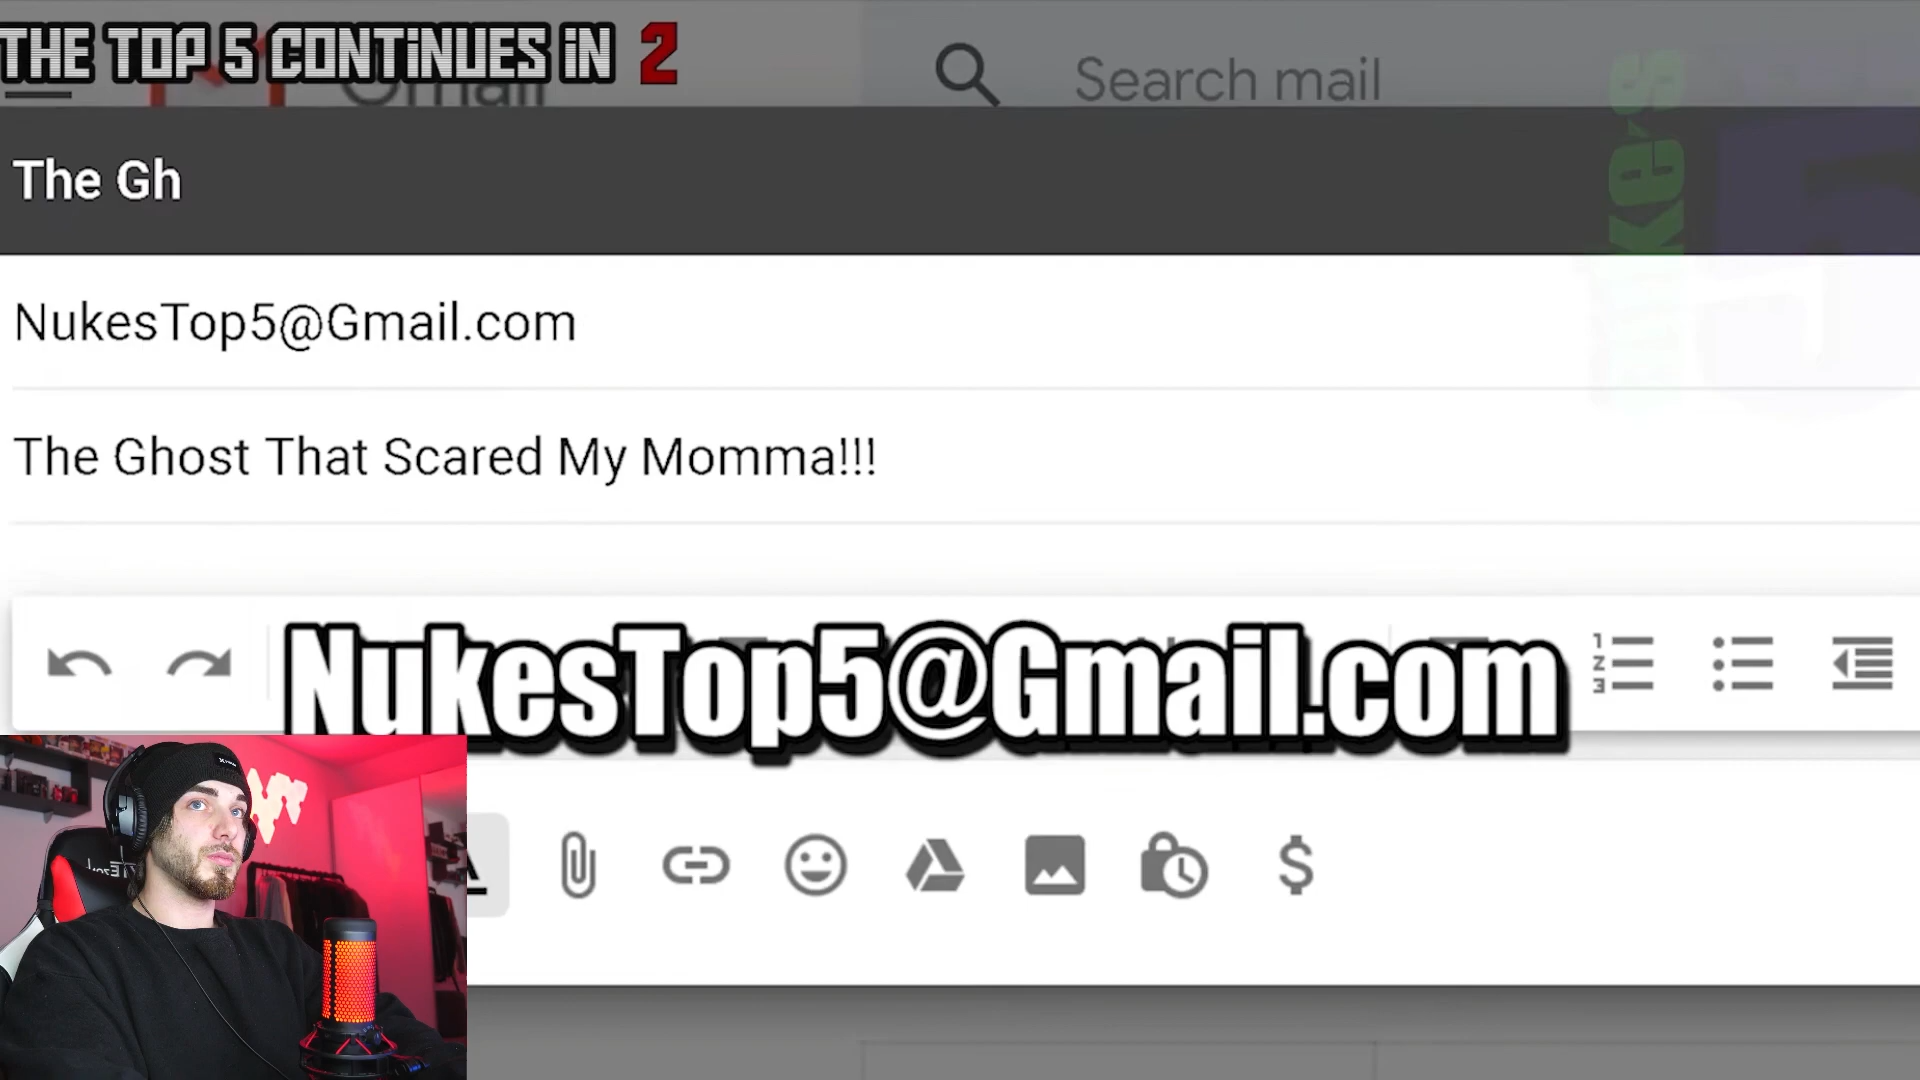 THE TOP 5 CONTINUES IN 2
Gmail
Search mail
The Gh
NukesTop5@Gmail.com
The Ghost That Scared My Momma!!!
NukesTop5@Gmail.com